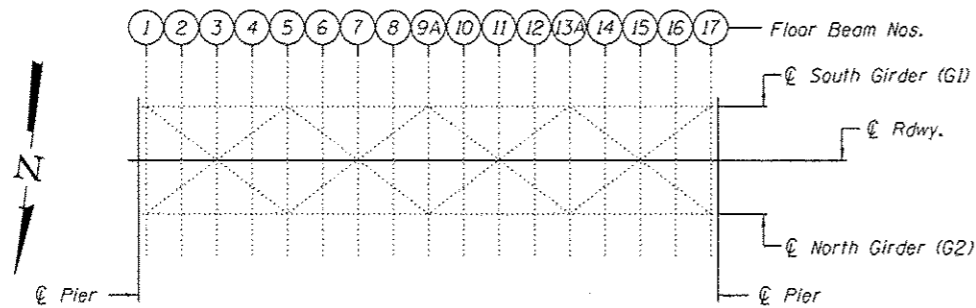 1 2 3 4 5 6 7 8 9A 10 11 12 13A 14 15 16 17 Floor Beam Nos.
℄ South Girder (G1)
℄ Rdwy.
N
℄ North Girder (G2)
℄ Pier ℄ Pier